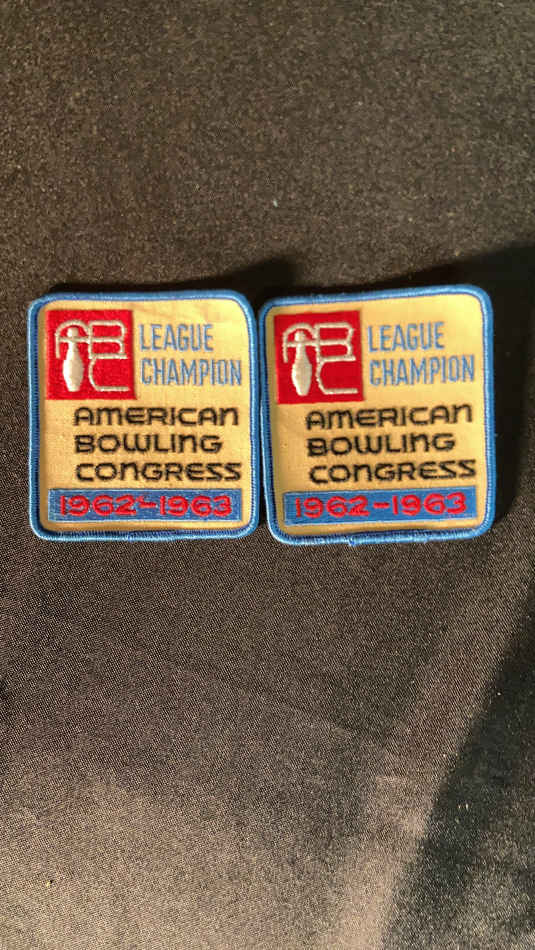 ABC
LEAGUE
CHAMPION
AMERICAN
BOWLING
CONGRESS
1962-1963
ABC
LEAGUE
CHAMPION
AMERICAN
BOWLING
CONGRESS
1962-1963